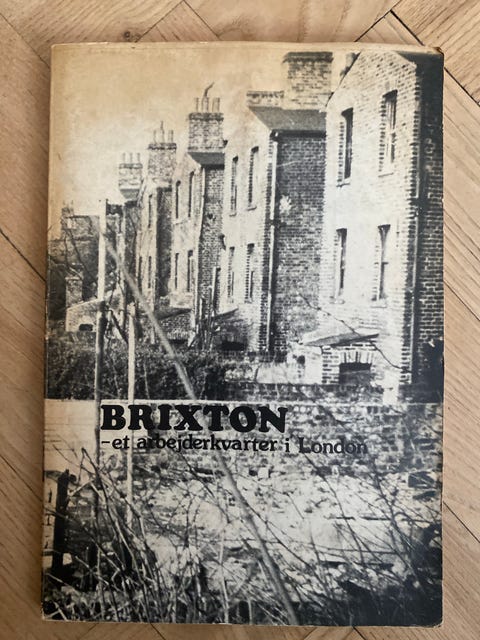 BRIXTON
- et arbejderkvarter i London